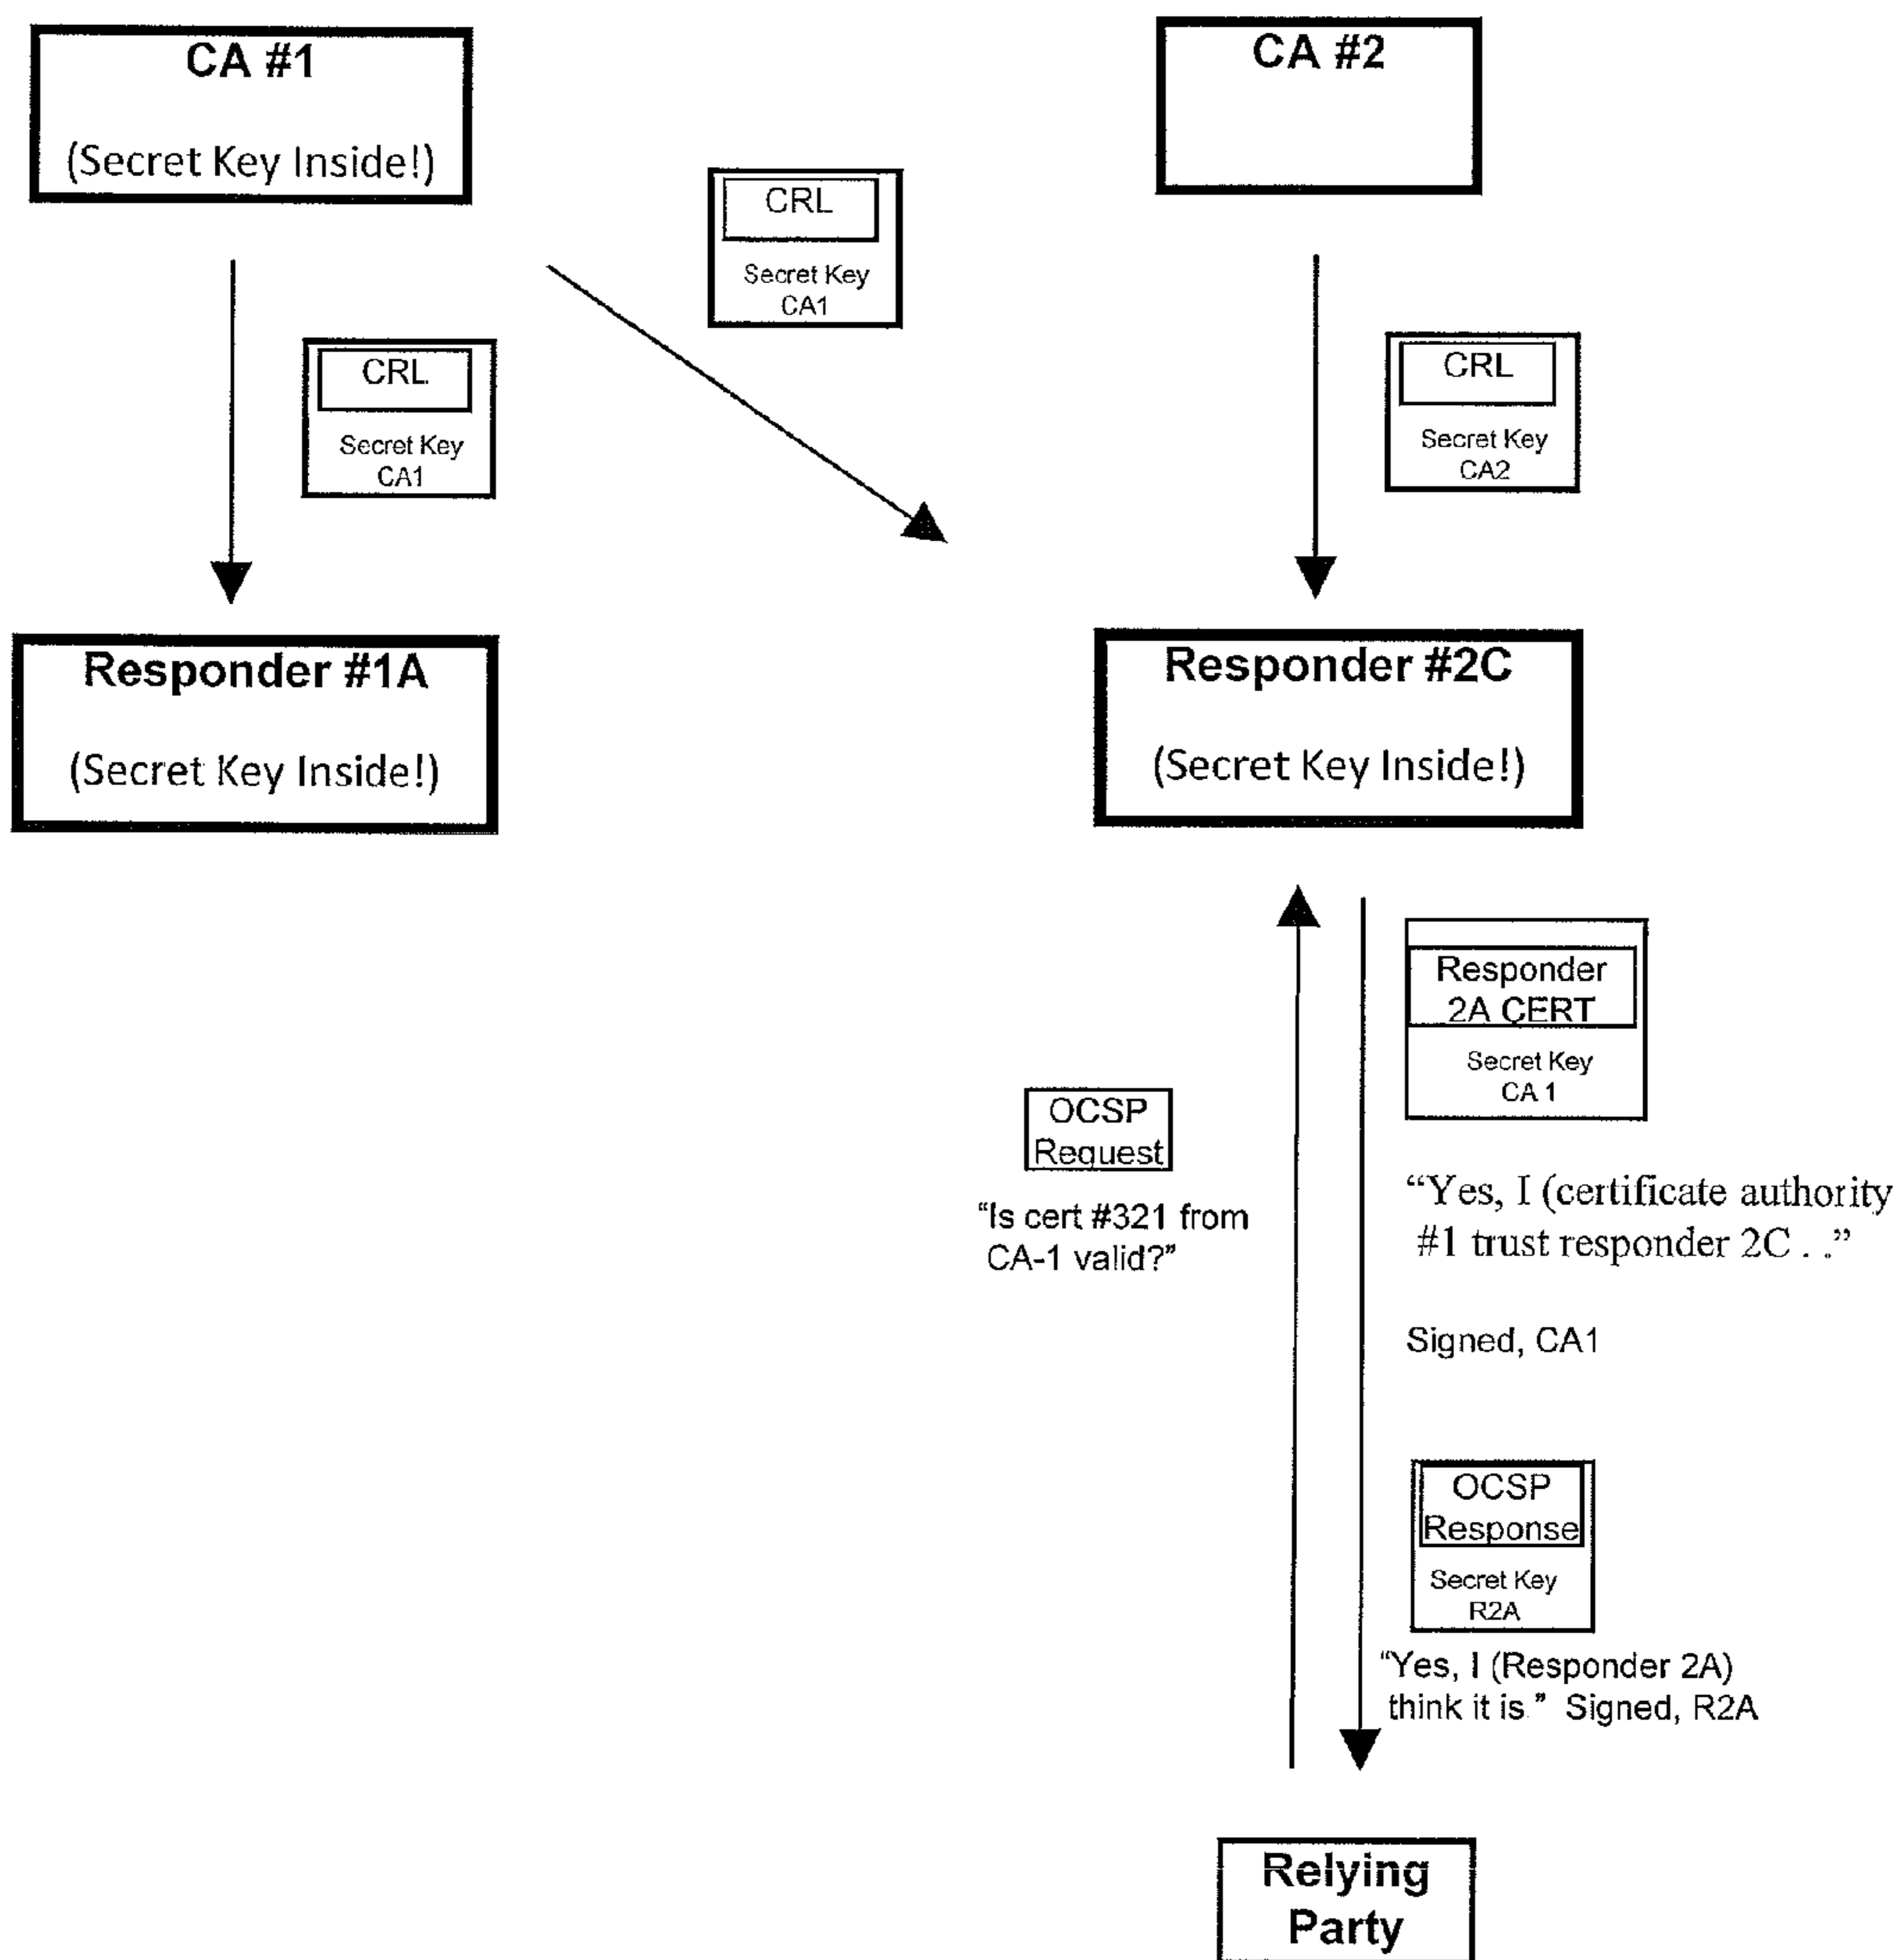 CA #1
(Secret Key Inside!)
CA #2
CRL
Secret Key
CA1
CRL
Secret Key
CA1
CRL
Secret Key
CA2
Responder #1A
(Secret Key Inside!)
Responder #2C
(Secret Key Inside!)
Responder
2A CERT
Secret Key
CA 1
OCSP
Request
"Is cert #321 from
CA-1 valid?"
“Yes, I (certificate authority
#1 trust responder 2C . .”
Signed, CA1
OCSP
Response
Secret Key
R2A
"Yes, I (Responder 2A)
think it is." Signed, R2A
Relying
Party